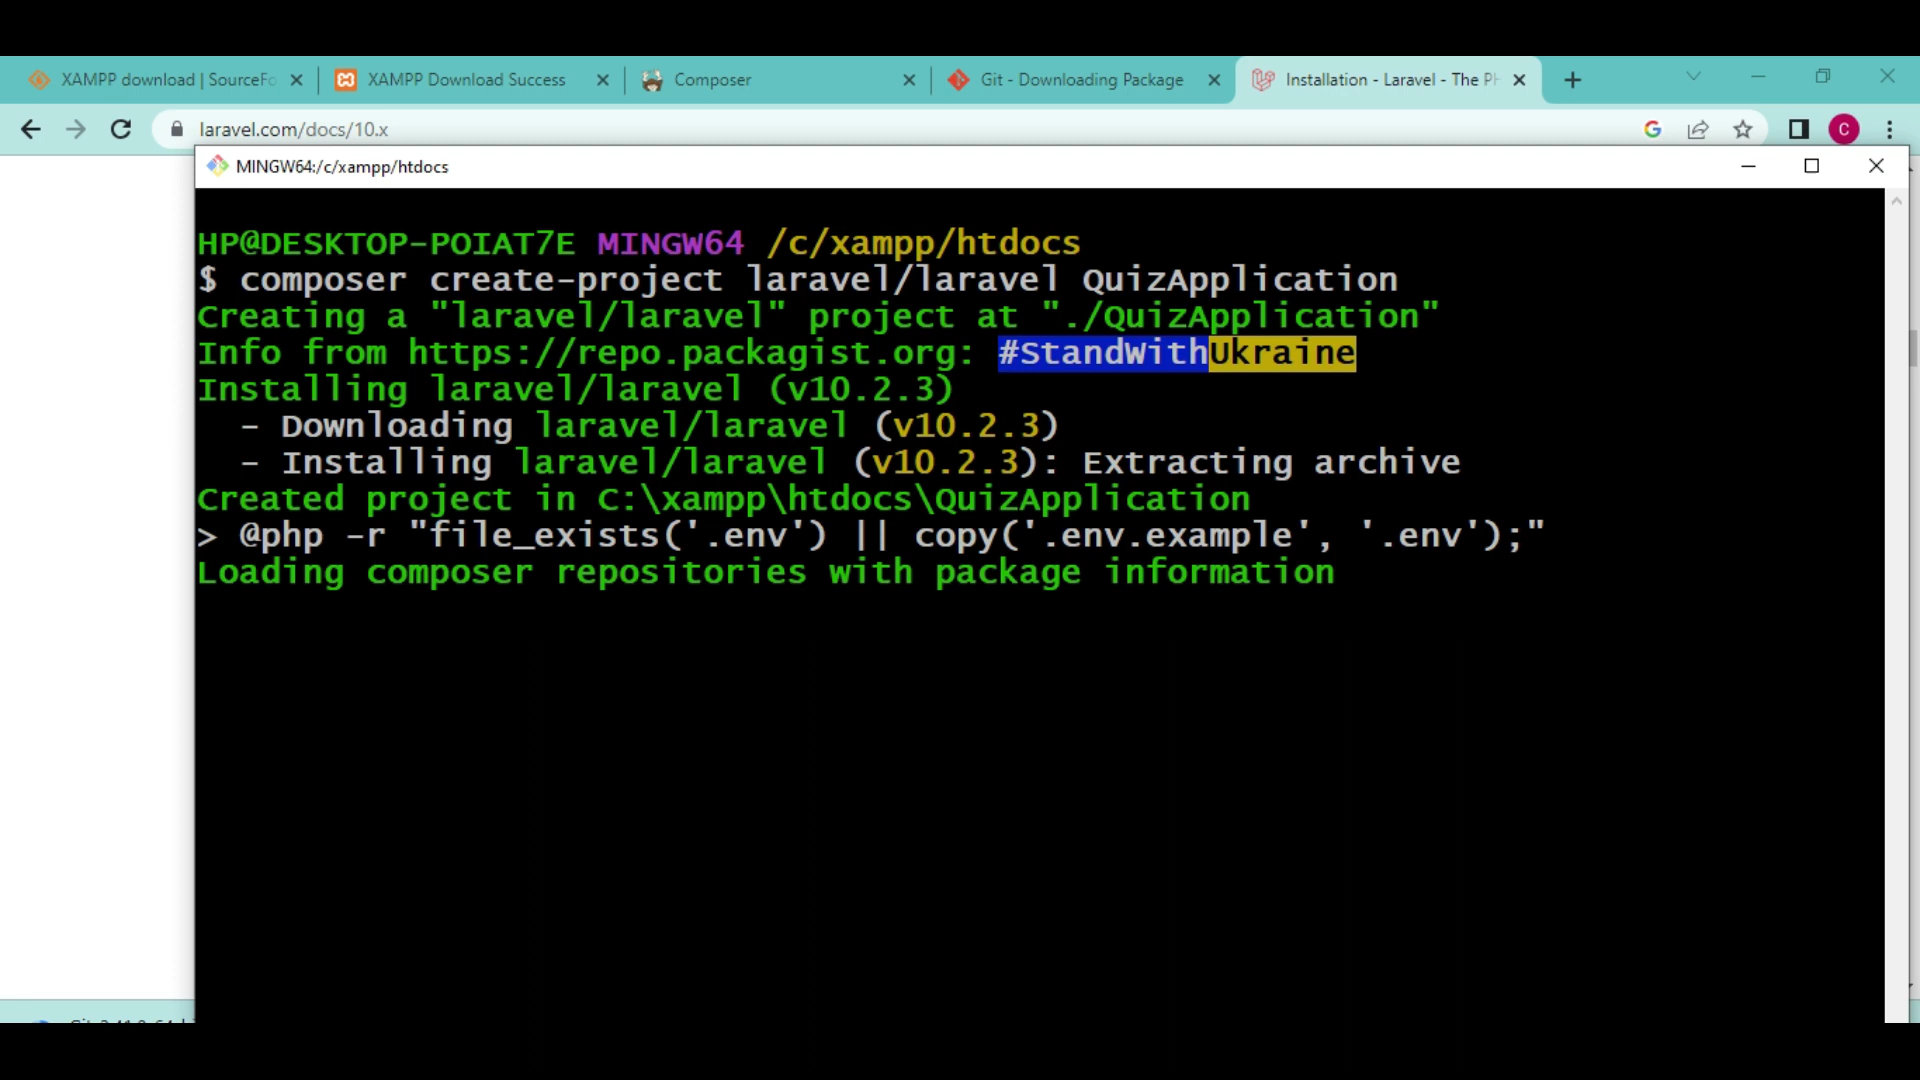 XAMPP download | SourceFo
XAMPP Download Success
Composer
Git - Downloading Package
Installation - Laravel - The PH
laravel.com/docs/10.x
C
MINGW64:/c/xampp/htdocs
HP@DESKTOP-POIAT7E MINGW64 /c/xampp/htdocs
$ composer create-project laravel/laravel QuizApplication
Creating a "laravel/laravel" project at "./QuizApplication"
Info from https://repo.packagist.org: #StandWithUkraine
Installing laravel/laravel (v10.2.3)
- Downloading laravel/laravel (v10.2.3)
- Installing laravel/laravel (v10.2.3): Extracting archive
Created project in C:\xampp\htdocs\QuizApplication
> @php -r "file_exists('.env') || copy('.env.example', '.env');"
Loading composer repositories with package information